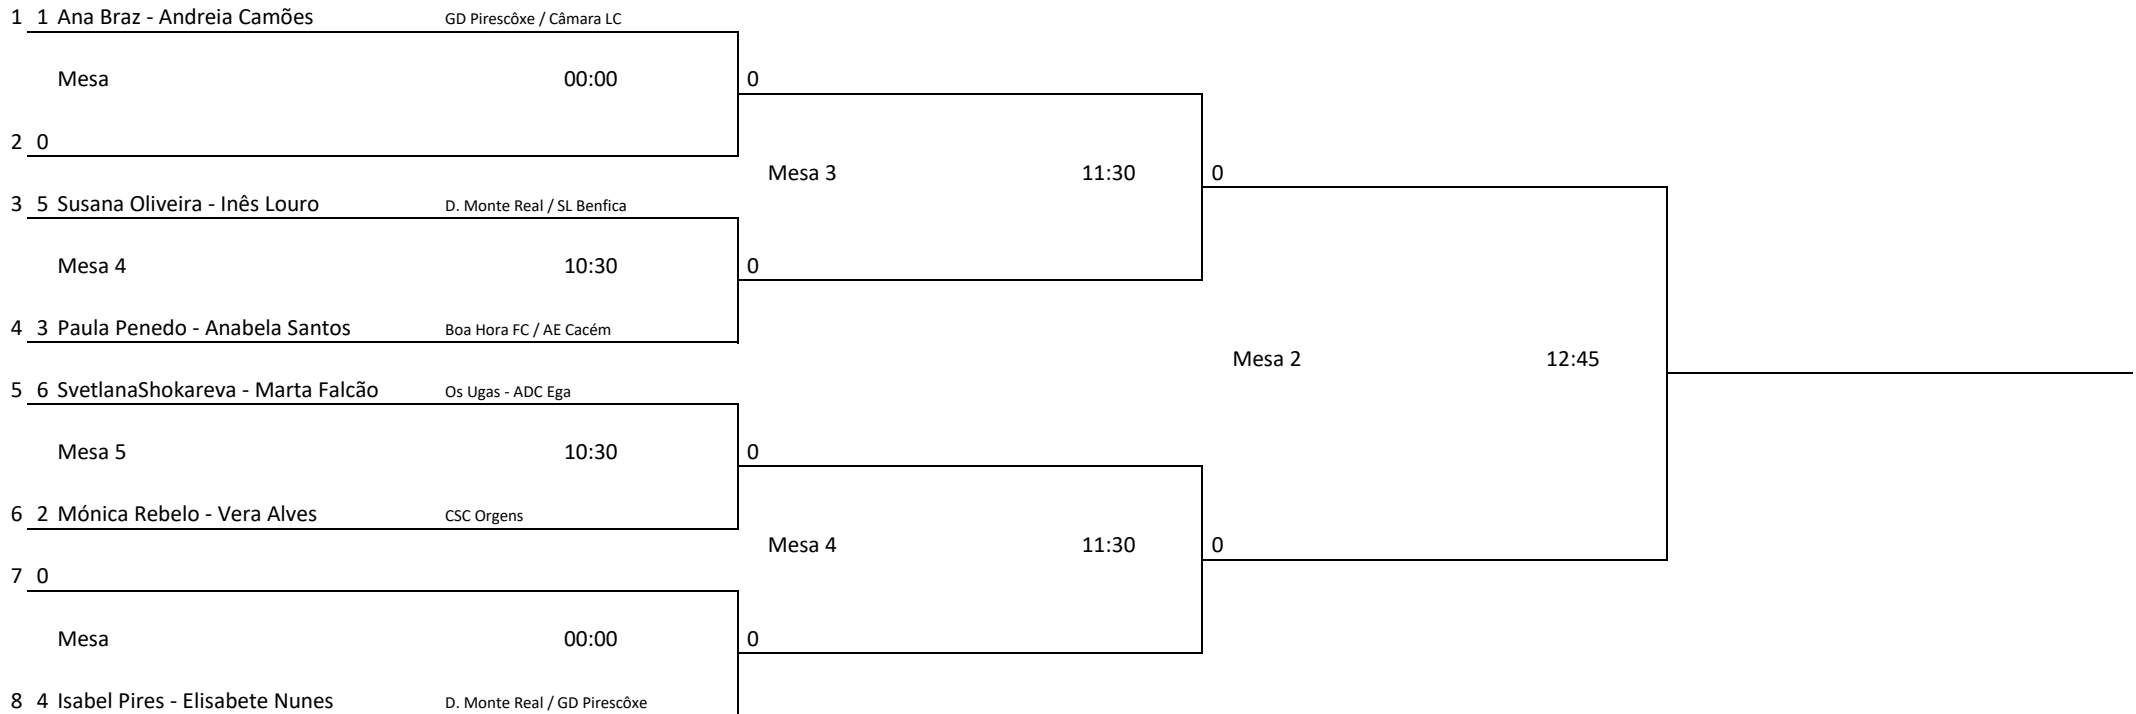 1 1 Ana Braz - Andreia Camões GD Pirescôxe / Câmara LC
Mesa 00:00 0
2 0
Mesa 3 11:30 0
3 5 Susana Oliveira - Inês Louro D. Monte Real / SL Benfica
Mesa 4 10:30 0
4 3 Paula Penedo - Anabela Santos Boa Hora FC / AE Cacém
Mesa 2 12:45
5 6 SvetlanaShokareva - Marta Falcão Os Ugas - ADC Ega
Mesa 5 10:30 0
6 2 Mónica Rebelo - Vera Alves CSC Orgens
Mesa 4 11:30 0
7 0
Mesa 00:00 0
8 4 Isabel Pires - Elisabete Nunes D. Monte Real / GD Pirescôxe